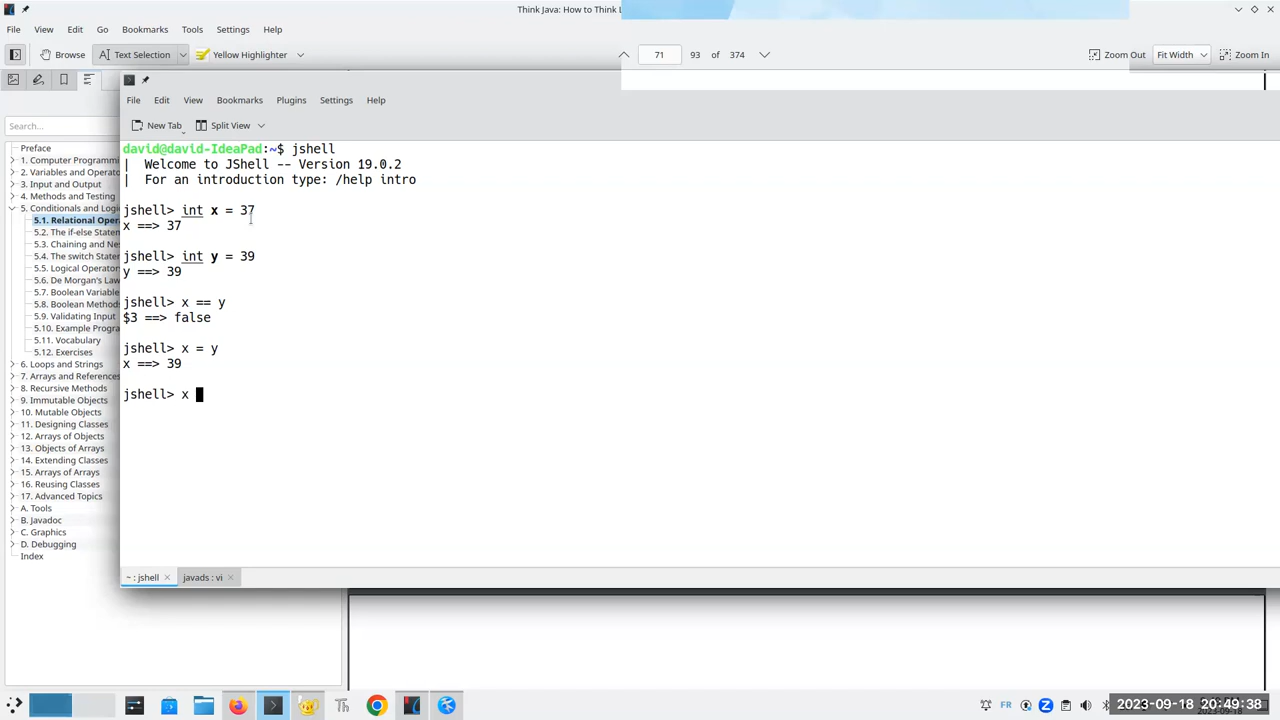 Think Java: How to Think L
File View Edit Go Bookmarks Tools Settings Help
Browse Text Selection Yellow Highlighter 71 93 of 374 Zoom Out Fit Width Zoom In
File Edit View Bookmarks Plugins Settings Help
New Tab Split View
Search...
Preface
1. Computer Programmi
2. Variables and Operato
3. Input and Output
4. Methods and Testing
5. Conditionals and Logi
5.1. Relational Oper
5.2. The if-else Staten
5.3. Chaining and Nes
5.4. The switch Stater
5.5. Logical Operator
5.6. De Morgan's Law
5.7. Boolean Variable
5.8. Boolean Methods
5.9. Validating Input
5.10. Example Progra
5.11. Vocabulary
5.12. Exercises
6. Loops and Strings
7. Arrays and References
8. Recursive Methods
9. Immutable Objects
10. Mutable Objects
11. Designing Classes
12. Arrays of Objects
13. Objects of Arrays
14. Extending Classes
15. Arrays of Arrays
16. Reusing Classes
17. Advanced Topics
A. Tools
B. Javadoc
C. Graphics
D. Debugging
Index
david@david-IdeaPad:~$ jshell
| Welcome to JShell -- Version 19.0.2
| For an introduction type: /help intro
jshell> int x = 37
x ==> 37
jshell> int y = 39
y ==> 39
jshell> x == y
$3 ==> false
jshell> x = y
x ==> 39
jshell> x
~ : jshell javads : vi
FR
2023-09-18 20:49:38